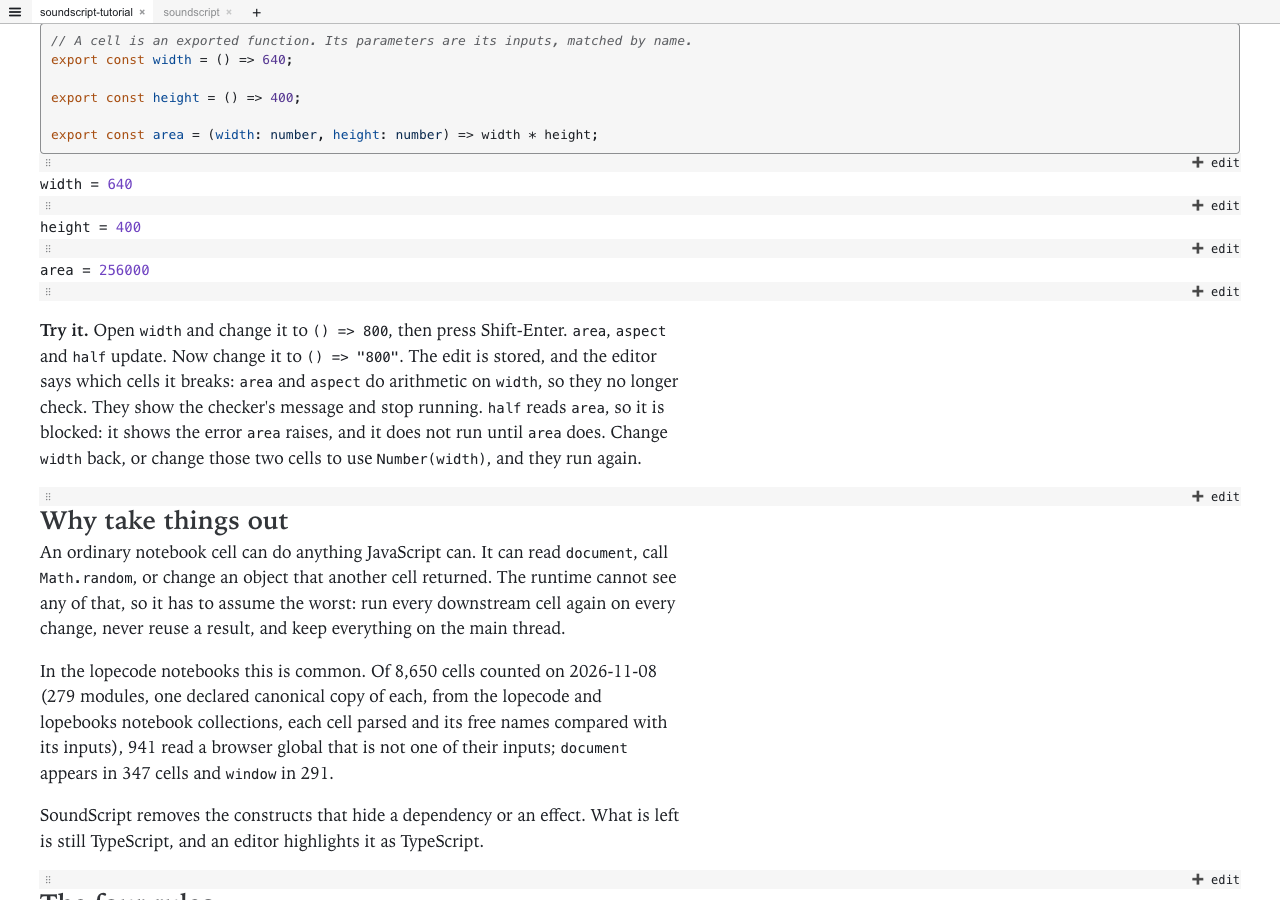 soundscript-tutorial × soundscript × +
// A cell is an exported function. Its parameters are its inputs, matched by name.
export const width = () => 640;
export const height = () => 400;
export const area = (width: number, height: number) => width * height;
+ edit
width = 640
+ edit
height = 400
+ edit
area = 256000
+ edit
Try it. Open width and change it to () => 800, then press Shift-Enter. area, aspect
and half update. Now change it to () => "800". The edit is stored, and the editor
says which cells it breaks: area and aspect do arithmetic on width, so they no longer
check. They show the checker's message and stop running. half reads area, so it is
blocked: it shows the error area raises, and it does not run until area does. Change
width back, or change those two cells to use Number(width), and they run again.
+ edit
Why take things out
An ordinary notebook cell can do anything JavaScript can. It can read document, call
Math.random, or change an object that another cell returned. The runtime cannot see
any of that, so it has to assume the worst: run every downstream cell again on every
change, never reuse a result, and keep everything on the main thread.
In the lopecode notebooks this is common. Of 8,650 cells counted on 2026-11-08
(279 modules, one declared canonical copy of each, from the lopecode and
lopebooks notebook collections, each cell parsed and its free names compared with
its inputs), 941 read a browser global that is not one of their inputs; document
appears in 347 cells and window in 291.
SoundScript removes the constructs that hide a dependency or an effect. What is left
is still TypeScript, and an editor highlights it as TypeScript.
+ edit
The four rules